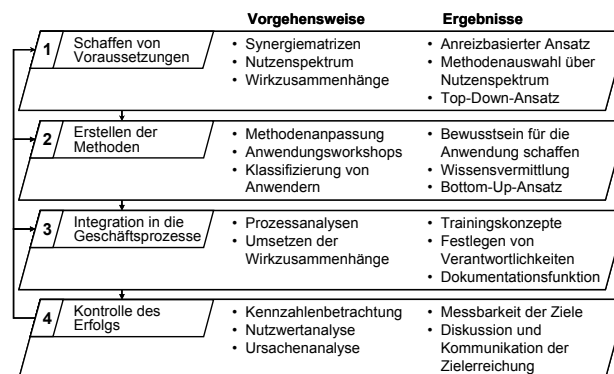 Vorgehensweise
Ergebnisse
1
Schaffen von
Voraussetzungen
• Synergiematrizen
• Nutzenspektrum
• Wirkzusammenhänge
• Anreizbasierter Ansatz
• Methodenauswahl über
Nutzenspektrum
• Top-Down-Ansatz
2
Erstellen der
Methoden
• Methodenanpassung
• Anwendungsworkshops
• Klassifizierung von
Anwendern
• Bewusstsein für die
Anwendung schaffen
• Wissensvermittlung
• Bottom-Up-Ansatz
3
Integration in die
Geschäftsprozesse
• Prozessanalysen
• Umsetzen der
Wirkzusammenhänge
• Trainingskonzepte
• Festlegen von
Verantwortlichkeiten
• Dokumentationsfunktion
4
Kontrolle des
Erfolgs
• Kennzahlenbetrachtung
• Nutzwertanalyse
• Ursachenanalyse
• Messbarkeit der Ziele
• Diskussion und
Kommunikation der
Zielerreichung